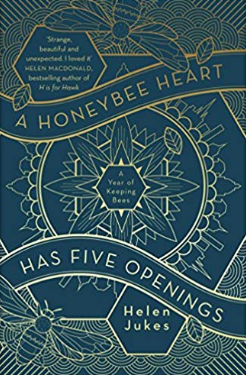 'Strange,
beautiful and
unexpected. I loved it'
HELEN MACDONALD,
bestselling author of
H is for Hawk
A HONEYBEE HEART
A Year of
Keeping
Bees
HAS FIVE OPENINGS
Helen
Jukes